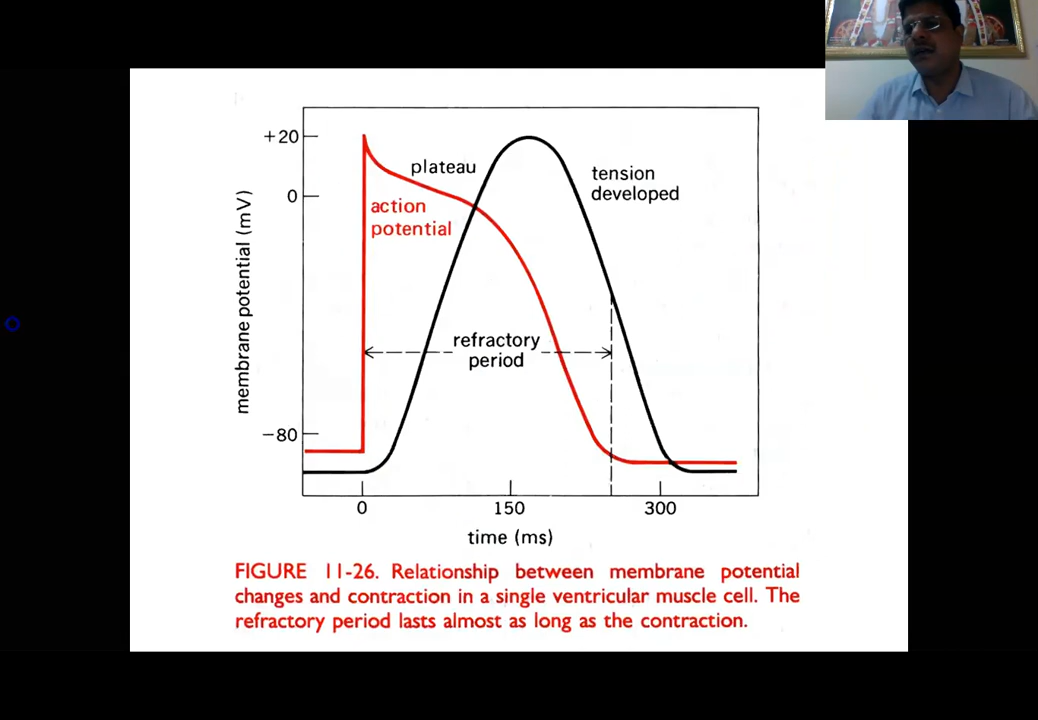 +20
0
−80
membrane potential (mV)
plateau
action
potential
tension
developed
refractory
period
0 150 300
time (ms)
FIGURE 11-26. Relationship between membrane potential
changes and contraction in a single ventricular muscle cell. The
refractory period lasts almost as long as the contraction.